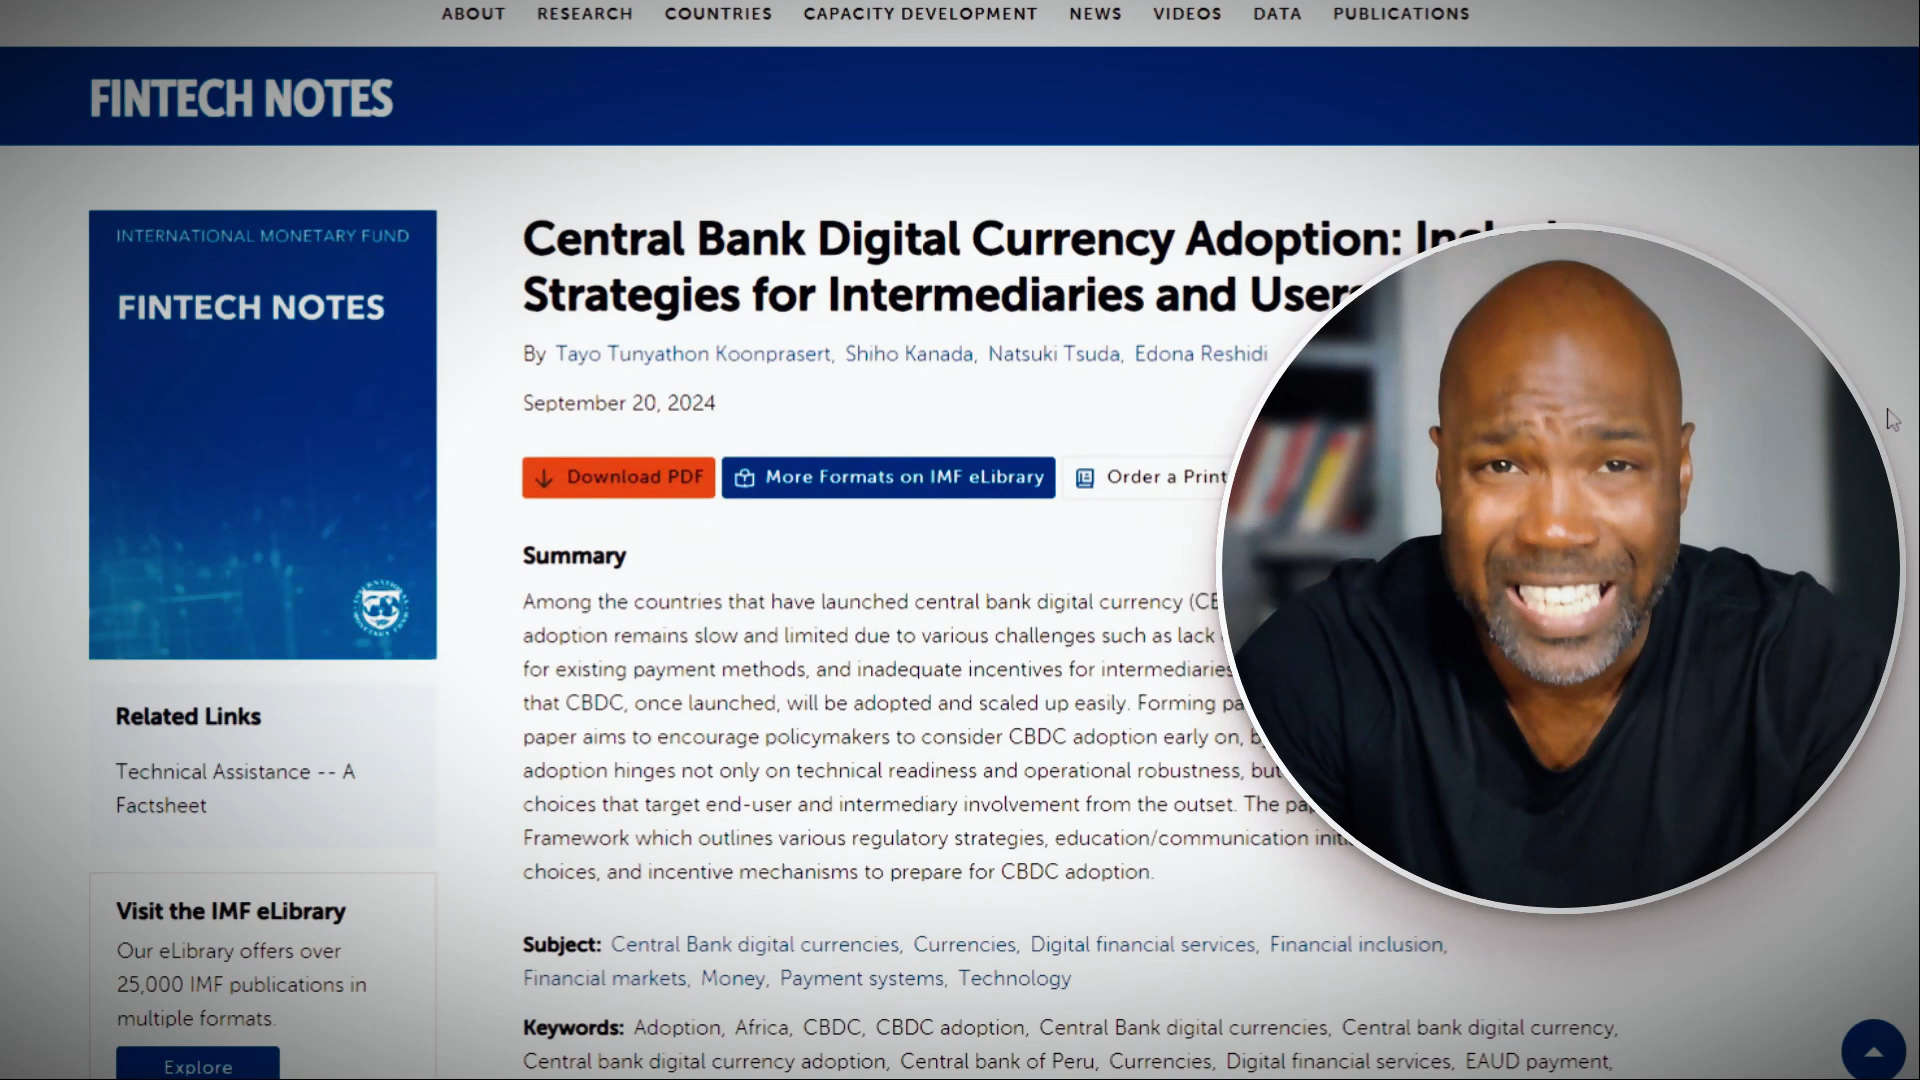 ABOUT RESEARCH COUNTRIES CAPACITY DEVELOPMENT NEWS VIDEOS DATA PUBLICATIONS
FINTECH NOTES
INTERNATIONAL MONETARY FUND
FINTECH NOTES
Central Bank Digital Currency Adoption:
Strategies for Intermediaries and Users
By Tayo Tunyathon Koonprasert, Shiho Kanada, Natsuki Tsuda, Edona Reshidi
September 20, 2024
Download PDF More Formats on IMF eLibrary Order a Print
Summary
Among the countries that have launched central bank digital currency
adoption remains slow and limited due to various challenges such as lack
for existing payment methods, and inadequate incentives for intermediaries
that CBDC, once launched, will be adopted and scaled up easily. Forming
paper aims to encourage policymakers to consider CBDC adoption early on,
adoption hinges not only on technical readiness and operational robustness, but
choices that target end-user and intermediary involvement from the outset. The
Framework which outlines various regulatory strategies, education/communication
choices, and incentive mechanisms to prepare for CBDC adoption.
Subject: Central Bank digital currencies, Currencies, Digital financial services, Financial inclusion,
Financial markets, Money, Payment systems, Technology
Keywords: Adoption, Africa, CBDC, CBDC adoption, Central Bank digital currencies, Central bank digital currency,
Central bank digital currency adoption, Central bank of Peru, Currencies, Digital financial services, EAUD payment,
Related Links
Technical Assistance -- A
Factsheet
Visit the IMF eLibrary
Our eLibrary offers over
25,000 IMF publications in
multiple formats.
Explore